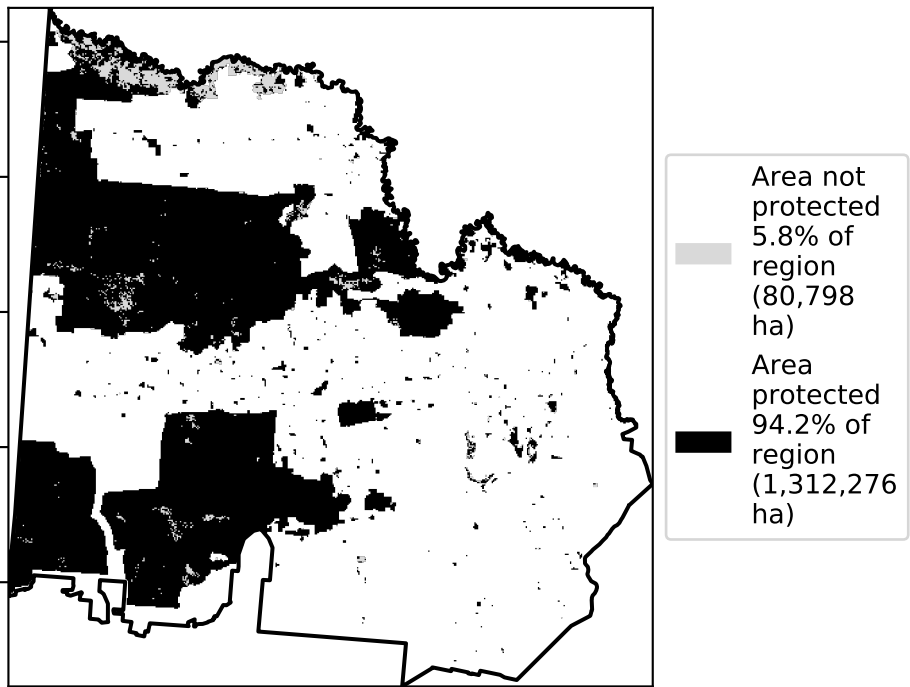 Area not
protected
5.8% of
region
(80,798
ha)
Area
protected
94.2% of
region
(1,312,276
ha)